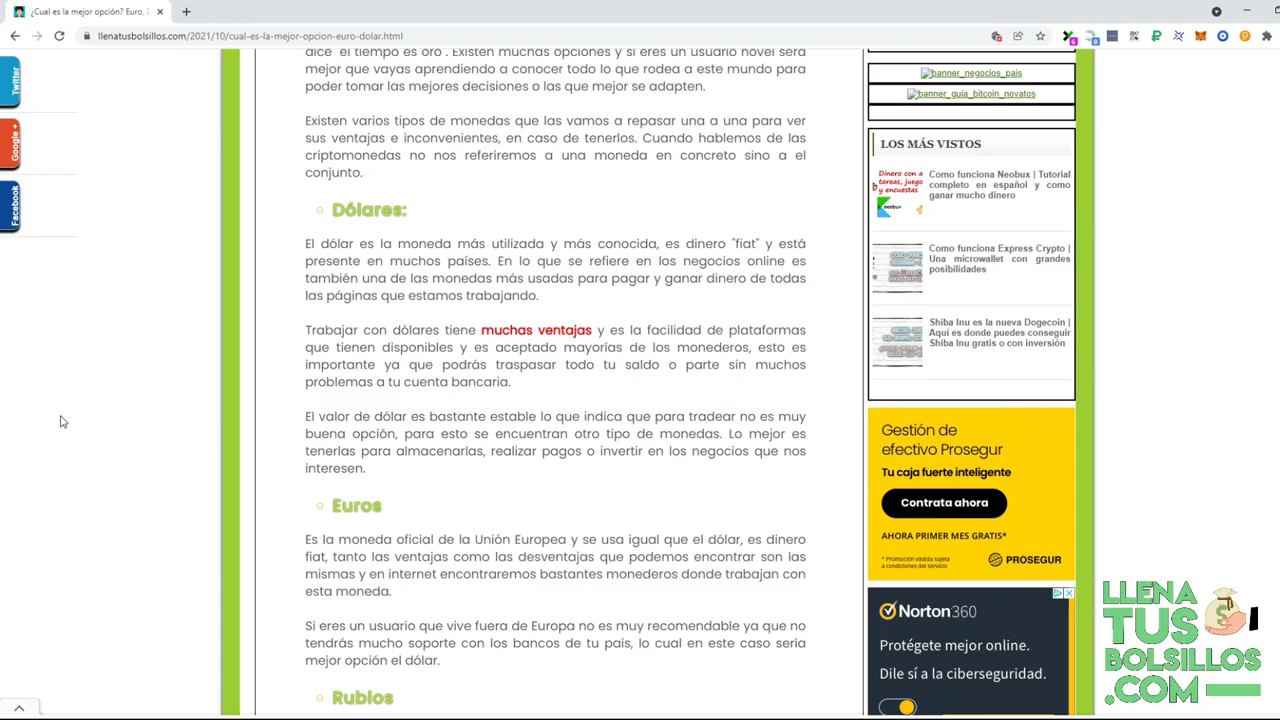 ¿Cual es la mejor opción? Euro, D
llenatusbolsillos.com/2021/10/cual-es-la-mejor-opcion-euro-dolar.html
Twitter
Google +
Facebook
dice "el tiempo es oro". Existen muchas opciones y si eres un usuario novel será
mejor que vayas aprendiendo a conocer todo lo que rodea a este mundo para
poder tomar las mejores decisiones o las que mejor se adapten.
Existen varios tipos de monedas que las vamos a repasar una a una para ver
sus ventajas e inconvenientes, en caso de tenerlos. Cuando hablemos de las
criptomonedas no nos referiremos a una moneda en concreto sino a el
conjunto.
Dólares:
El dólar es la moneda más utilizada y más conocida, es dinero "fiat" y está
presente en muchos países. En lo que se refiere en los negocios online es
también una de las monedas más usadas para pagar y ganar dinero de todas
las páginas que estamos trabajando.
Trabajar con dólares tiene muchas ventajas y es la facilidad de plataformas
que tienen disponibles y es aceptado mayorías de los monederos, esto es
importante ya que podrás traspasar todo tu saldo o parte sin muchos
problemas a tu cuenta bancaria.
El valor de dólar es bastante estable lo que indica que para tradear no es muy
buena opción, para esto se encuentran otro tipo de monedas. Lo mejor es
tenerlas para almacenarlas, realizar pagos o invertir en los negocios que nos
interesen.
Euros
Es la moneda oficial de la Unión Europea y se usa igual que el dólar, es dinero
fiat, tanto las ventajas como las desventajas que podemos encontrar son las
mismas y en internet encontraremos bastantes monederos donde trabajan con
esta moneda.
Si eres un usuario que vive fuera de Europa no es muy recomendable ya que no
tendrás mucho soporte con los bancos de tu país, lo cual en este caso sería
mejor opción el dólar.
Rublos
banner_negocios_pais
banner_guia_bitcoin_novatos
LOS MÁS VISTOS
Dinero con a
tareas, juego
y encuestas
neobux
Como funciona Neobux | Tutorial
completo en español y como
ganar mucho dinero
Como funciona Express Crypto |
Una microwallet con grandes
posibilidades
Shiba Inu es la nueva Dogecoin |
Aquí es donde puedes conseguir
Shiba Inu gratis o con inversión
Gestión de
efectivo Prosegur
Tu caja fuerte inteligente
Contrata ahora
AHORA PRIMER MES GRATIS*
* Promoción válida sujeta
a condiciones del servicio
PROSEGUR
Norton360
Protégete mejor online.
Dile sí a la ciberseguridad.
LLENA
TUS
BOLSILLOS
.COM